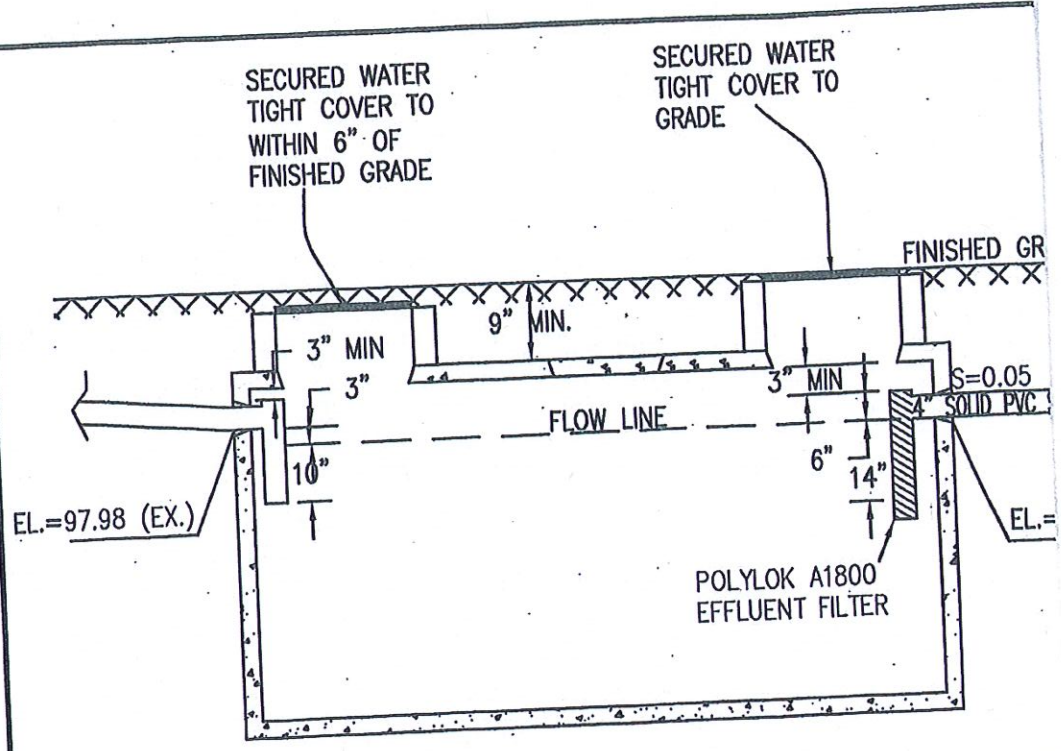 SECURED WATER
TIGHT COVER TO
WITHIN 6" OF
FINISHED GRADE
SECURED WATER
TIGHT COVER TO
GRADE
FINISHED GR
9" MIN.
3" MIN
3"
3" MIN
S=0.05
4" SOLID PVC
FLOW LINE
10"
6"
14"
EL.=97.98 (EX.)
EL.=
POLYLOK A1800
EFFLUENT FILTER